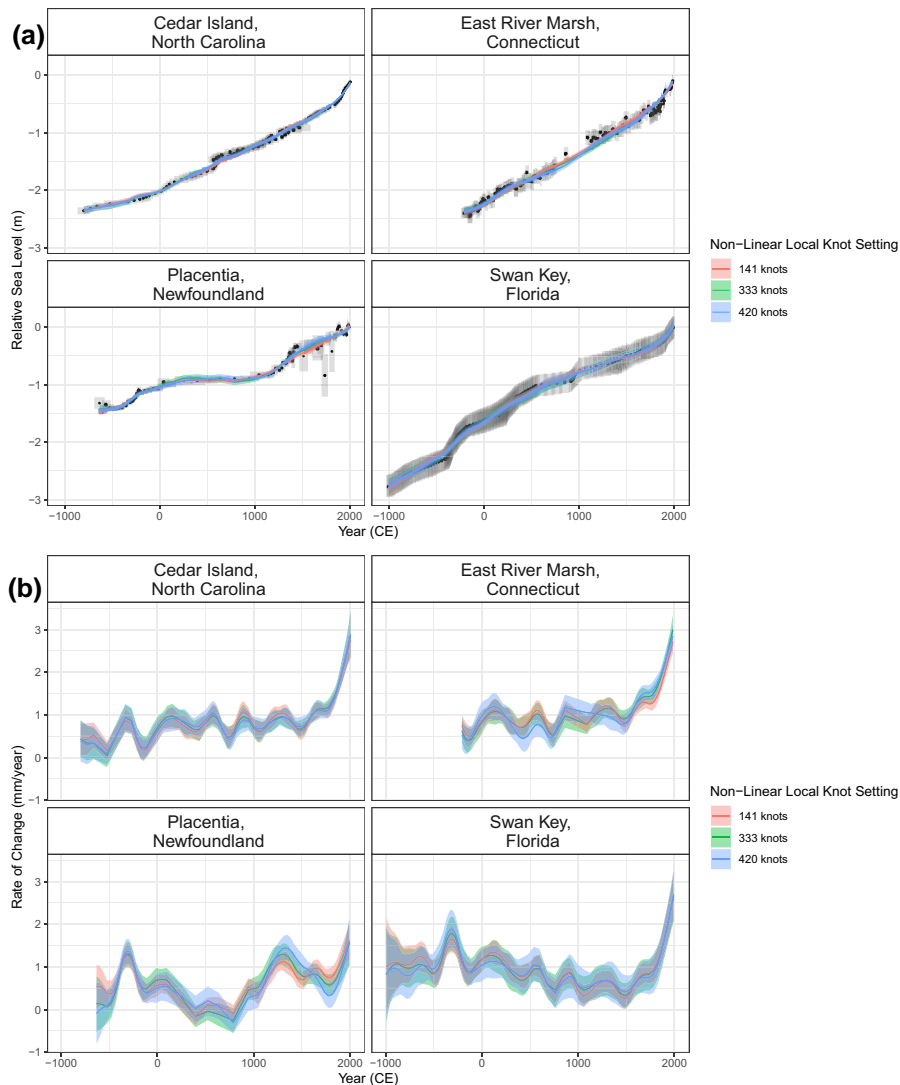 (a)
Cedar Island,
North Carolina
East River Marsh,
Connecticut
0
−1
−2
−3
Placentia,
Newfoundland
Swan Key,
Florida
0
−1
−2
−3
Relative Sea Level (m)
−1000 0 1000 2000 −1000 0 1000 2000
Year (CE)
Non−Linear Local Knot Setting
141 knots
333 knots
420 knots
(b)
Cedar Island,
North Carolina
East River Marsh,
Connecticut
3
2
1
0
−1
Placentia,
Newfoundland
Swan Key,
Florida
3
2
1
0
−1
Rate of Change (mm/year)
−1000 0 1000 2000 −1000 0 1000 2000
Year (CE)
Non−Linear Local Knot Setting
141 knots
333 knots
420 knots